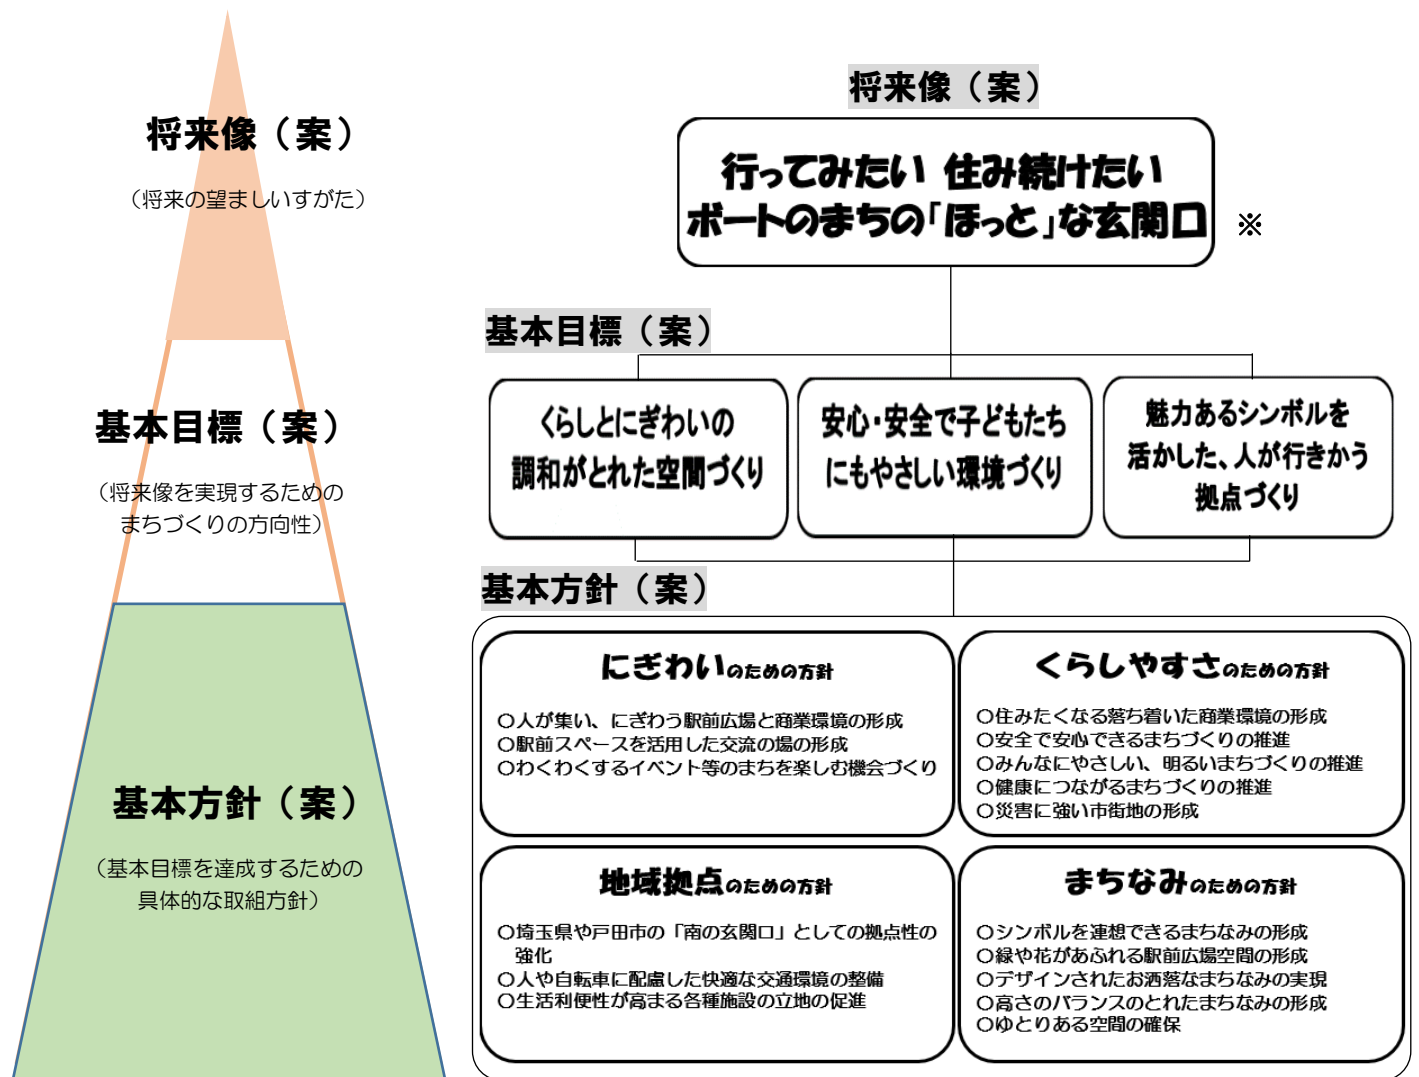 将来像（案）
（将来の望ましいすがた）
基本目標（案）
（将来像を実現するための
まちづくりの方向性）
基本方針（案）
（基本目標を達成するための
具体的な取組方針）
将来像（案）
行ってみたい 住み続けたい
ボートのまちの「ほっと」な玄関口 ※
基本目標（案）
くらしとにぎわいの
調和がとれた空間づくり
安心・安全で子どもたち
にもやさしい環境づくり
魅力あるシンボルを
活かした、人が行きかう
拠点づくり
基本方針（案）
にぎわいのための方針
○人が集い、にぎわう駅前広場と商業環境の形成
○駅前スペースを活用した交流の場の形成
○わくわくするイベント等のまちを楽しむ機会づくり
くらしやすさのための方針
○住みたくなる落ち着いた商業環境の形成
○安全で安心できるまちづくりの推進
○みんなにやさしい、明るいまちづくりの推進
○健康につながるまちづくりの推進
○災害に強い市街地の形成
地域拠点のための方針
○埼玉県や戸田市の「南の玄関口」としての拠点性の
強化
○人や自転車に配慮した快適な交通環境の整備
○生活利便性が高まる各種施設の立地の促進
まちなみのための方針
○シンボルを連想できるまちなみの形成
○緑や花があふれる駅前広場空間の形成
○デザインされたお洒落なまちなみの実現
○高さのバランスのとれたまちなみの形成
○ゆとりある空間の確保